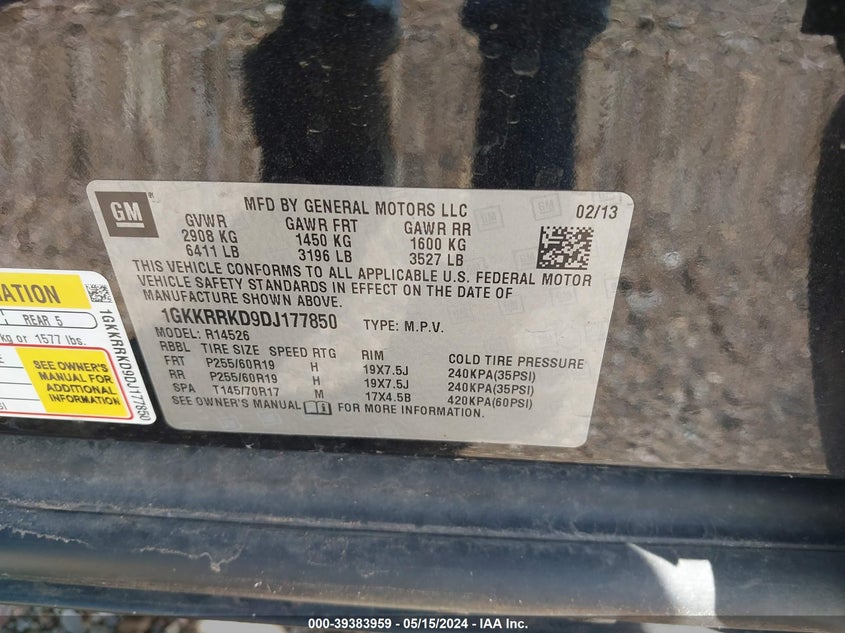 GM
MFD BY GENERAL MOTORS LLC 02/13
GVWR GAWR FRT GAWR RR
2908 KG 1450 KG 1600 KG
6411 LB 3196 LB 3527 LB
THIS VEHICLE CONFORMS TO ALL APPLICABLE U.S. FEDERAL MOTOR
VEHICLE SAFETY STANDARDS IN EFFECT ON THE DATE OF
MANUFACTURE SHOWN ABOVE.
1GKKRRKD9DJ177850 TYPE: M.P.V.
MODEL: R14526
RBBL TIRE SIZE SPEED RTG RIM COLD TIRE PRESSURE
FRT P255/60R19 H 19X7.5J 240KPA(35PSI)
RR P255/60R19 H 19X7.5J 240KPA(35PSI)
SPA T145/70R17 M 17X4.5B 420KPA(60PSI)
SEE OWNER'S MANUAL FOR MORE INFORMATION.
REAR 5
kg or 1577 lbs.
SEE OWNER'S
MANUAL FOR
ADDITIONAL
INFORMATION
1GKKRRKD9DJ177850
000-39383959 - 05/15/2024 - IAA Inc.